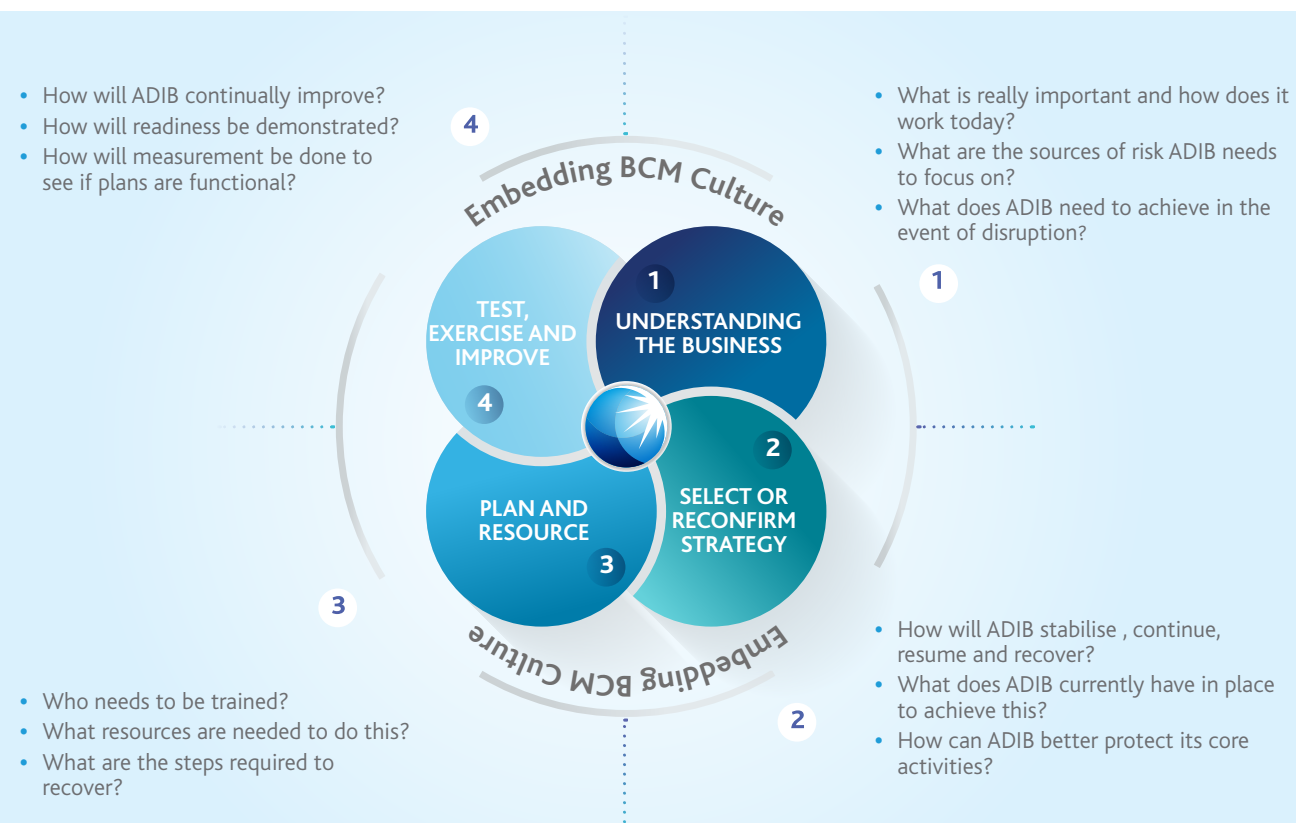 • How will ADIB continually improve?
• How will readiness be demonstrated?
• How will measurement be done to
see if plans are functional?
4
• What is really important and how does it
work today?
• What are the sources of risk ADIB needs
to focus on?
• What does ADIB need to achieve in the
event of disruption?
1
Embedding BCM Culture
1
UNDERSTANDING
THE BUSINESS
2
SELECT OR
RECONFIRM
STRATEGY
PLAN AND
RESOURCE
3
TEST,
EXERCISE AND
IMPROVE
4
Embedding BCM Culture
3
• Who needs to be trained?
• What resources are needed to do this?
• What are the steps required to
recover?
2
• How will ADIB stabilise , continue,
resume and recover?
• What does ADIB currently have in place
to achieve this?
• How can ADIB better protect its core
activities?